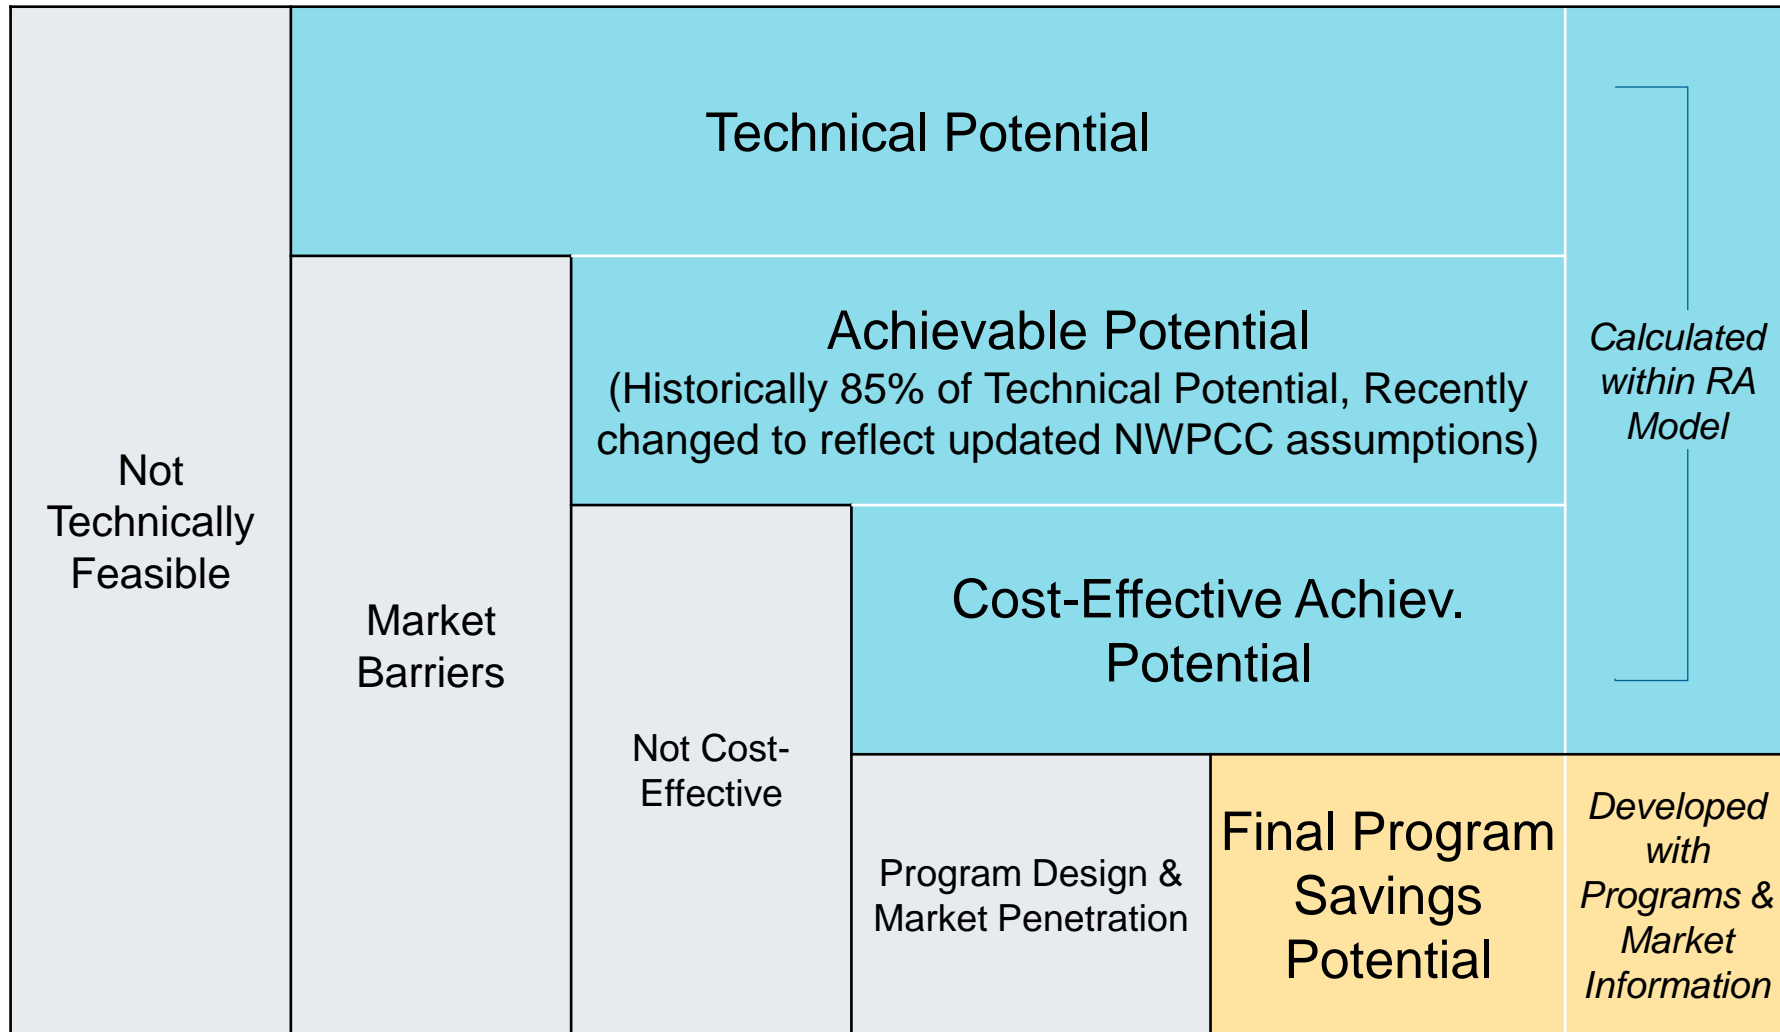 Technical Potential
Achievable Potential
(Historically 85% of Technical Potential, Recently
changed to reflect updated NWPCC assumptions)
Calculated
within RA
Model
Not
Technically
Feasible
Market
Barriers
Cost-Effective Achiev.
Potential
Not Cost-
Effective
Program Design &
Market Penetration
Final Program
Savings
Potential
Developed
with
Programs &
Market
Information